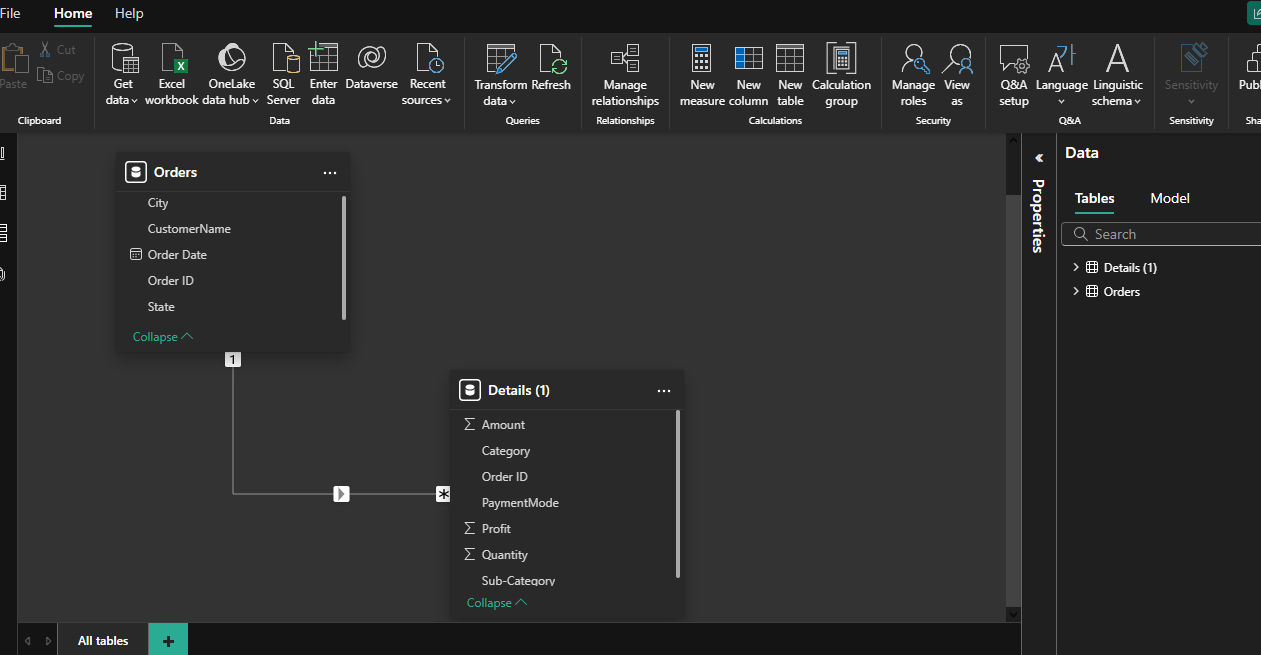 File Home Help
Paste
Cut
Copy
Clipboard
Get data
Excel workbook
OneLake data hub
SQL Server
Enter data
Dataverse
Recent sources
Data
Transform data
Refresh
Queries
Manage relationships
Relationships
New measure
New column
New table
Calculation group
Calculations
Manage roles
View as
Security
Q&A setup
Language
Linguistic schema
Q&A
Sensitivity
Sensitivity
Orders
...
City
CustomerName
Order Date
Order ID
State
Collapse
1
Details (1)
...
Σ Amount
Category
Order ID
PaymentMode
Σ Profit
Σ Quantity
Sub-Category
Collapse
*
«
Properties
Data
Tables Model
Search
Details (1)
Orders
All tables
+